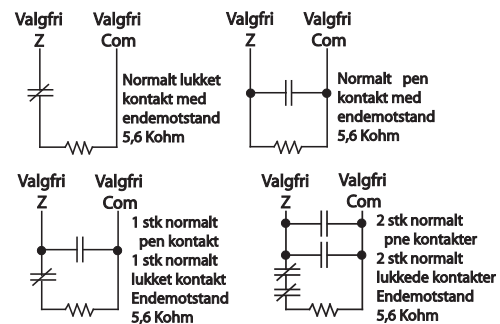 Valgfri Valgfri
Z Com
Normalt lukket
kontakt med
endemotstand
5,6 Kohm
Valgfri Valgfri
Z Com
Normalt pen
kontakt med
endemotstand
5,6 Kohm
Valgfri Valgfri
Z Com
1 stk normalt
pen kontakt
1 stk normalt
lukket kontakt
Endemotstand
5,6 Kohm
Valgfri Valgfri
Z Com
2 stk normalt
pne kontakter
2 stk normalt
lukkede kontakter
Endemotstand
5,6 Kohm